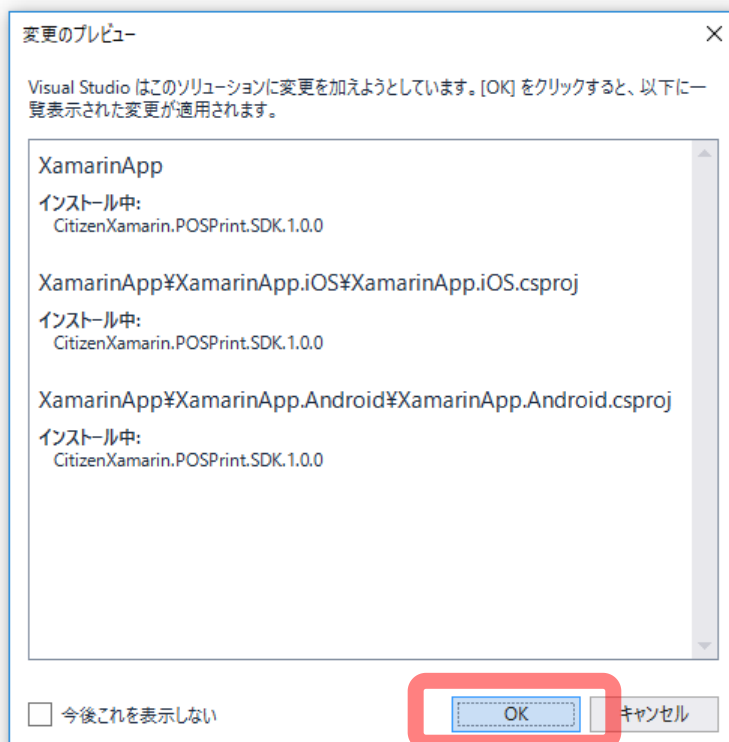 変更のプレビュー
Visual Studio はこのソリューションに変更を加えようとしています。[OK] をクリックすると、以下に一
覧表示された変更が適用されます。
XamarinApp
インストール中:
CitizenXamarin.POSPrint.SDK.1.0.0
XamarinApp¥XamarinApp.iOS¥XamarinApp.iOS.csproj
インストール中:
CitizenXamarin.POSPrint.SDK.1.0.0
XamarinApp¥XamarinApp.Android¥XamarinApp.Android.csproj
インストール中:
CitizenXamarin.POSPrint.SDK.1.0.0
今後これを表示しない
OK
キャンセル